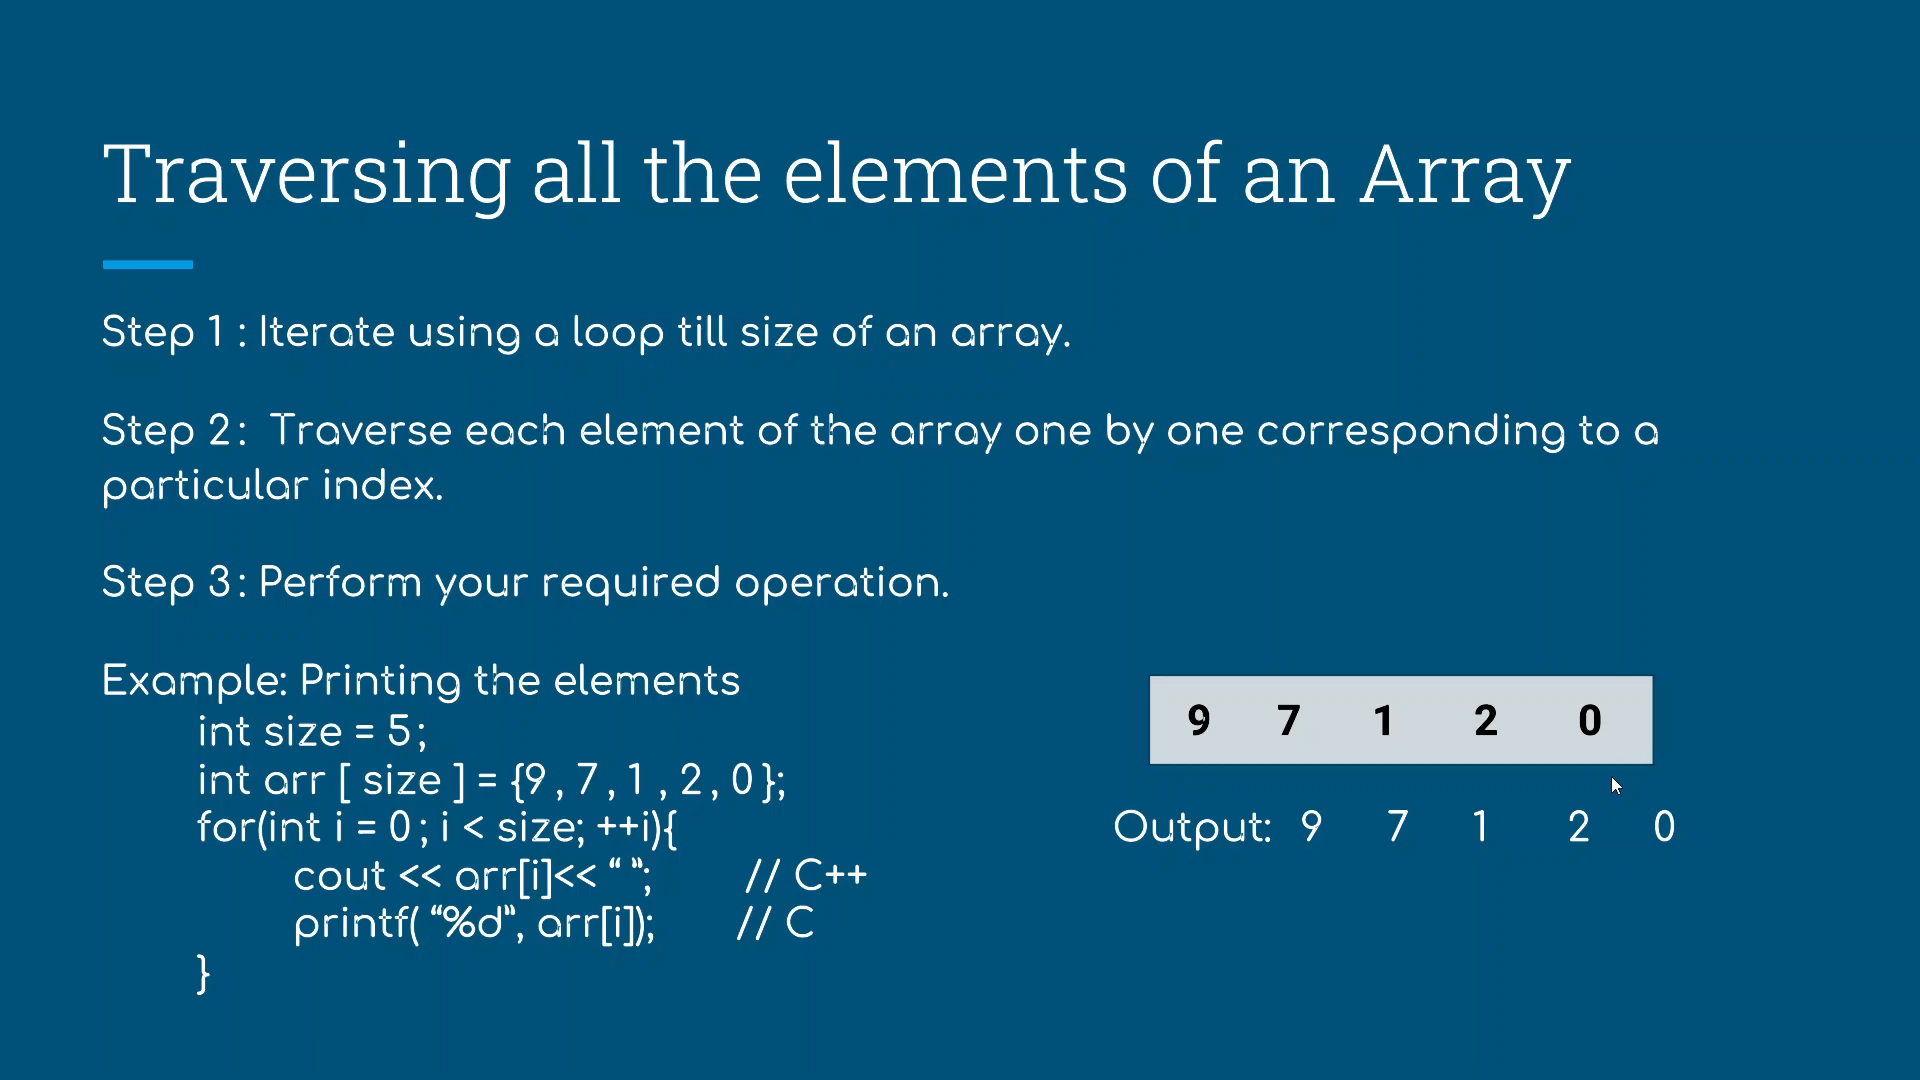 Traversing all the elements of an Array
Step 1 : Iterate using a loop till size of an array.
Step 2 : Traverse each element of the array one by one corresponding to a
particular index.
Step 3 : Perform your required operation.
Example: Printing the elements
int size = 5 ;
int arr [ size ] = {9 , 7 , 1 , 2 , 0 };
for(int i = 0 ; i < size; ++i){
cout << arr[i]<< “ ”; // C++
printf( “%d”, arr[i]); // C
}
9 7 1 2 0
Output: 9 7 1 2 0